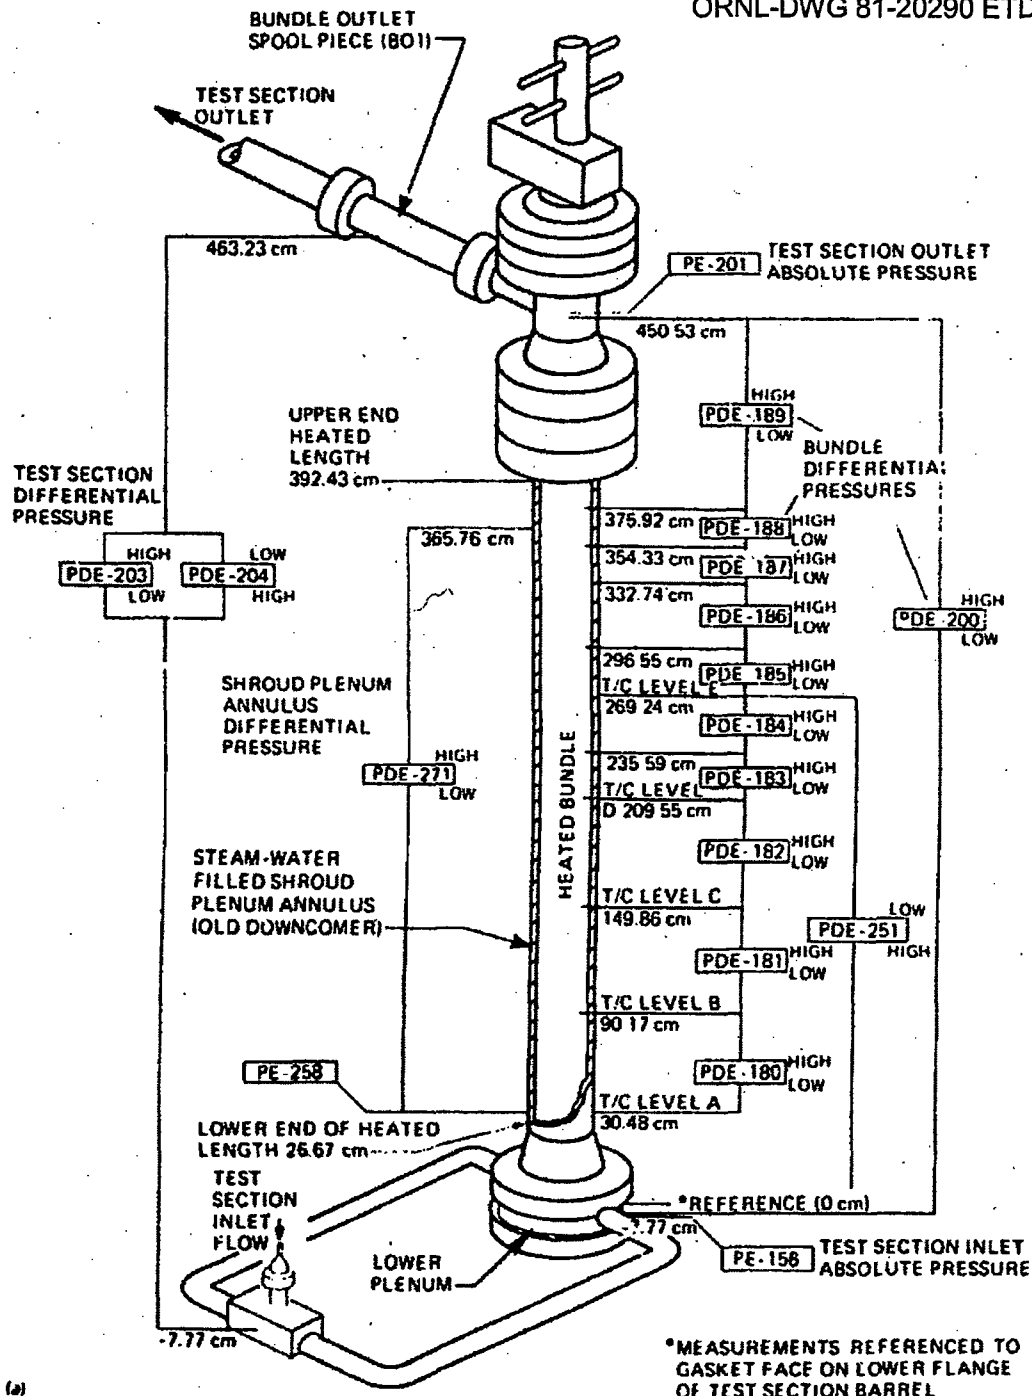 ORNL-DWG 81-20290 ETD
BUNDLE OUTLET
SPOOL PIECE (BO1)
TEST SECTION
OUTLET
463.23 cm
PE-201
TEST SECTION OUTLET
ABSOLUTE PRESSURE
450 53 cm
HIGH
PDE-189
LOW
BUNDLE
DIFFERENTIAL
PRESSURES
UPPER END
HEATED
LENGTH
392.43 cm
TEST SECTION
DIFFERENTIAL
PRESSURE
HIGH
PDE-203
LOW
LOW
PDE-204
HIGH
365.76 cm
375.92 cm
PDE-188
HIGH
LOW
354.33 cm
PDE 187
HIGH
LOW
332.74 cm
PDE-186
HIGH
LOW
HIGH
PDE-200
LOW
296 55 cm
PDE 185
HIGH
LOW
T/C LEVEL E
269 24 cm
PDE-184
HIGH
LOW
SHROUD PLENUM
ANNULUS
DIFFERENTIAL
PRESSURE
HIGH
PDE-271
LOW
HEATED BUNDLE
235 59 cm
PDE-183
HIGH
LOW
T/C LEVEL
D 209 55 cm
PDE-182
HIGH
LOW
STEAM-WATER
FILLED SHROUD
PLENUM ANNULUS
(OLD DOWNCOMER)
T/C LEVEL C
149.86 cm
LOW
PDE-251
HIGH
PDE-181
HIGH
LOW
T/C LEVEL B
90 17 cm
PDE-180
HIGH
LOW
PE-258
T/C LEVEL A
30.48 cm
LOWER END OF HEATED
LENGTH 26.67 cm
TEST
SECTION
INLET
FLOW
*REFERENCE (0 cm)
-7.77 cm
LOWER
PLENUM
PE-156
TEST SECTION INLET
ABSOLUTE PRESSURE
-7.77 cm
*MEASUREMENTS REFERENCED TO
GASKET FACE ON LOWER FLANGE
OF TEST SECTION BARREL
(a)